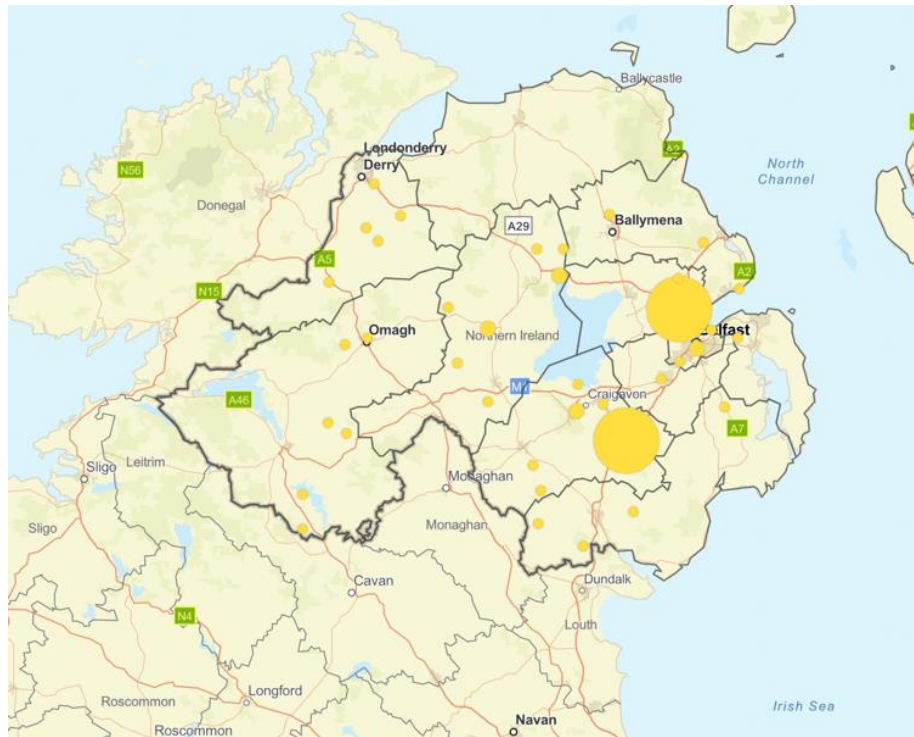 Ballycastle
N56
Londonderry
Derry
A2
North
Channel
Donegal
Ballymena
A29
A5
A2
N15
Omagh
Northern Ireland
lfast
M1
A46
Craigavon
A7
Sligo
Leitrim
Monaghan
Sligo
Monaghan
Cavan
Dundalk
N4
Louth
Longford
Roscommon
Irish Sea
Navan
Roscommon